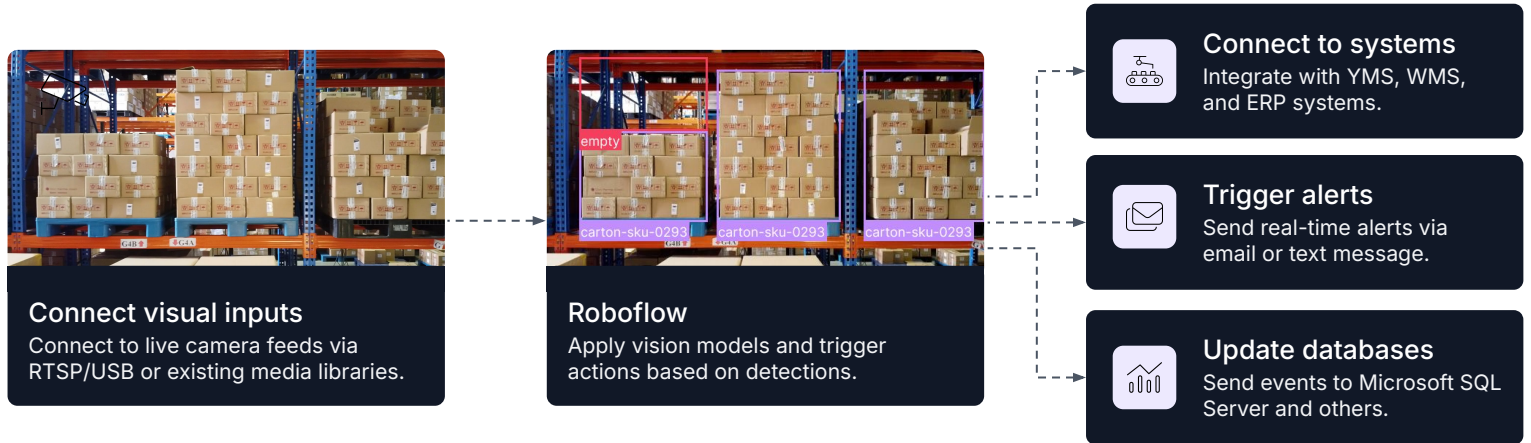 G4B
G4A
Connect visual inputs
Connect to live camera feeds via
RTSP/USB or existing media libraries.
empty
carton-sku-0293
carton-sku-0293
carton-sku-0293
G4B
Roboflow
Apply vision models and trigger
actions based on detections.
Connect to systems
Integrate with YMS, WMS,
and ERP systems.
Trigger alerts
Send real-time alerts via
email or text message.
Update databases
Send events to Microsoft SQL
Server and others.